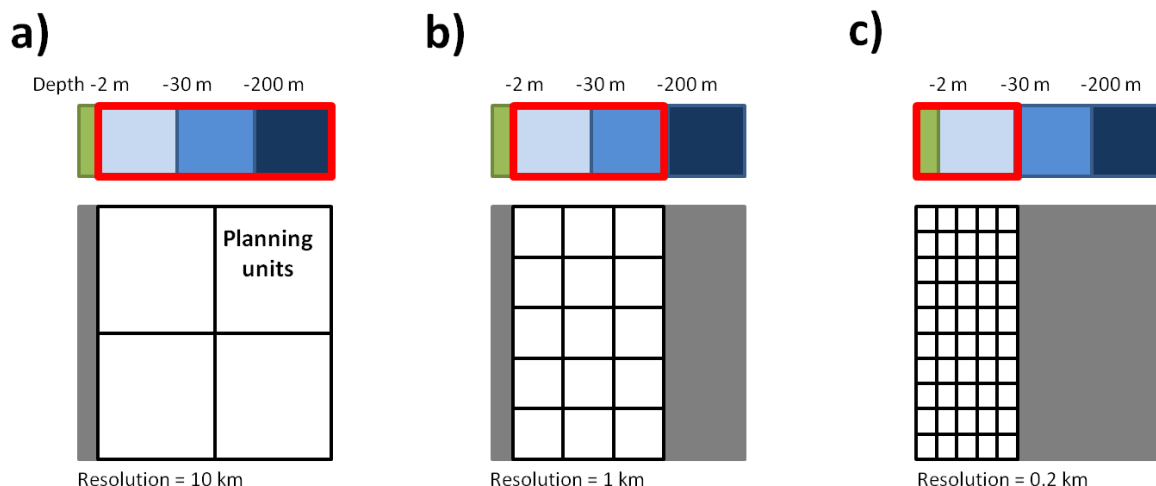 a)
Depth -2 m -30 m -200 m
Planning
units
Resolution = 10 km
b)
-2 m -30 m -200 m
Resolution = 1 km
c)
-2 m -30 m -200 m
Resolution = 0.2 km